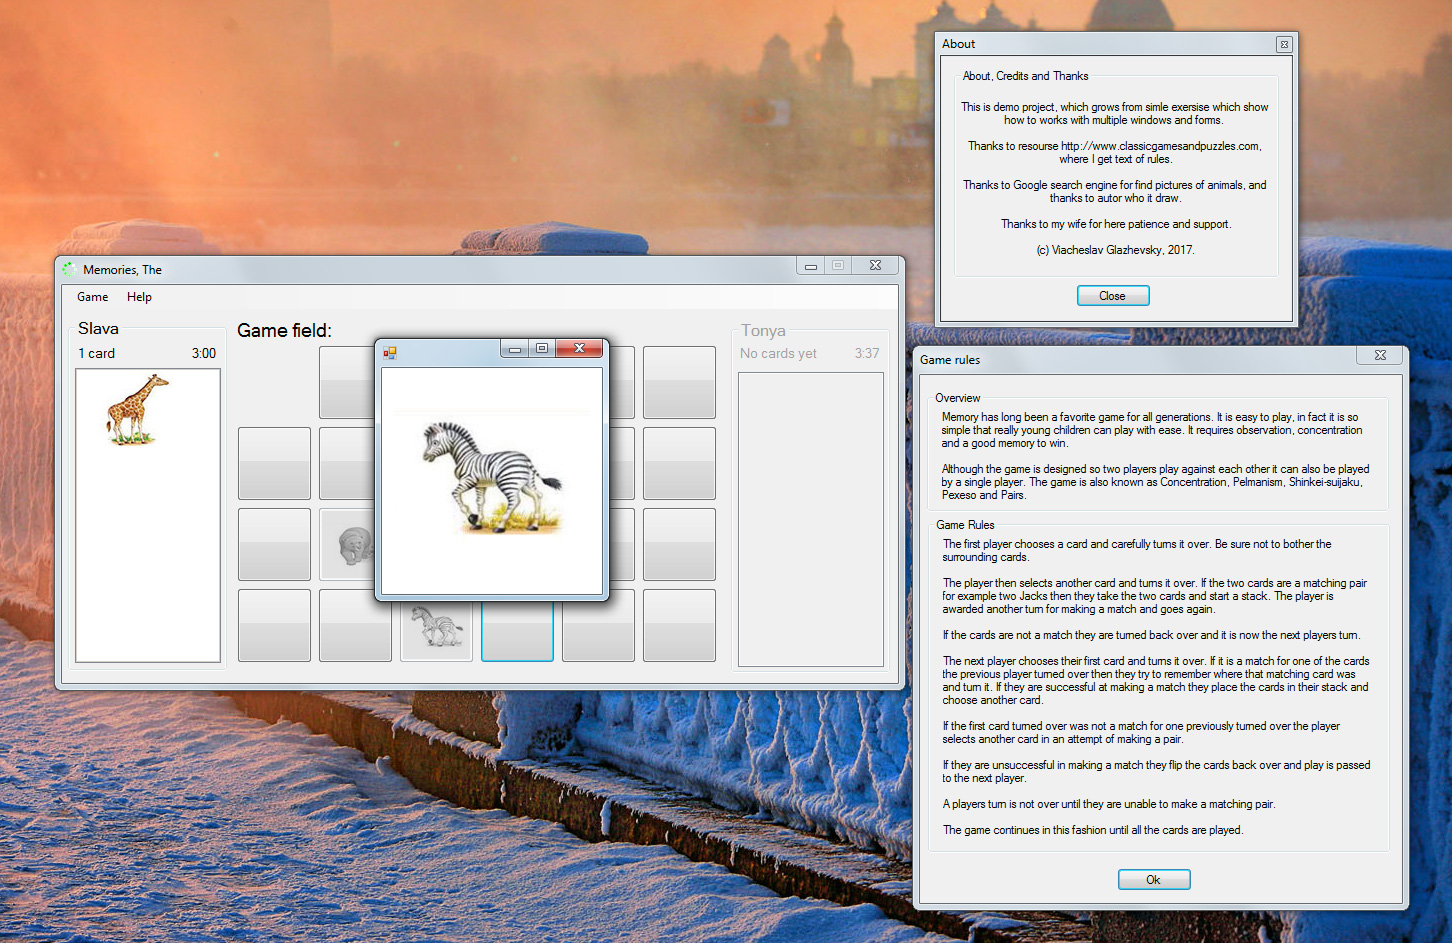 About
About, Credits and Thanks
This is demo project, which grows from simle exersise which show
how to works with multiple windows and forms.
Thanks to resourse http://www.classicgamesandpuzzles.com,
where I get text of rules.
Thanks to Google search engine for find pictures of animals, and
thanks to autor who it draw.
Thanks to my wife for here patience and support.
(c) Viacheslav Glazhevsky, 2017.
Close
Memories, The
Game Help
Slava
1 card 3:00
Game field:
Tonya
No cards yet 3:37
Game rules
Overview
Memory has long been a favorite game for all generations. It is easy to play, in fact it is so
simple that really young children can play with ease. It requires observation, concentration
and a good memory to win.
Although the game is designed so two players play against each other it can also be played
by a single player. The game is also known as Concentration, Pelmanism, Shinkei-suijaku,
Pexeso and Pairs.
Game Rules
The first player chooses a card and carefully turns it over. Be sure not to bother the
surrounding cards.
The player then selects another card and turns it over. If the two cards are a matching pair
for example two Jacks then they take the two cards and start a stack. The player is
awarded another turn for making a match and goes again.
If the cards are not a match they are turned back over and it is now the next players turn.
The next player chooses their first card and turns it over. If it is a match for one of the cards
the previous player turned over then they try to remember where that matching card was
and turn it. If they are successful at making a match they place the cards in their stack and
choose another card.
If the first card turned over was not a match for one previously turned over the player
selects another card in an attempt of making a pair.
If they are unsuccessful in making a match they flip the cards back over and play is passed
to the next player.
A players turn is not over until they are unable to make a matching pair.
The game continues in this fashion until all the cards are played.
Ok